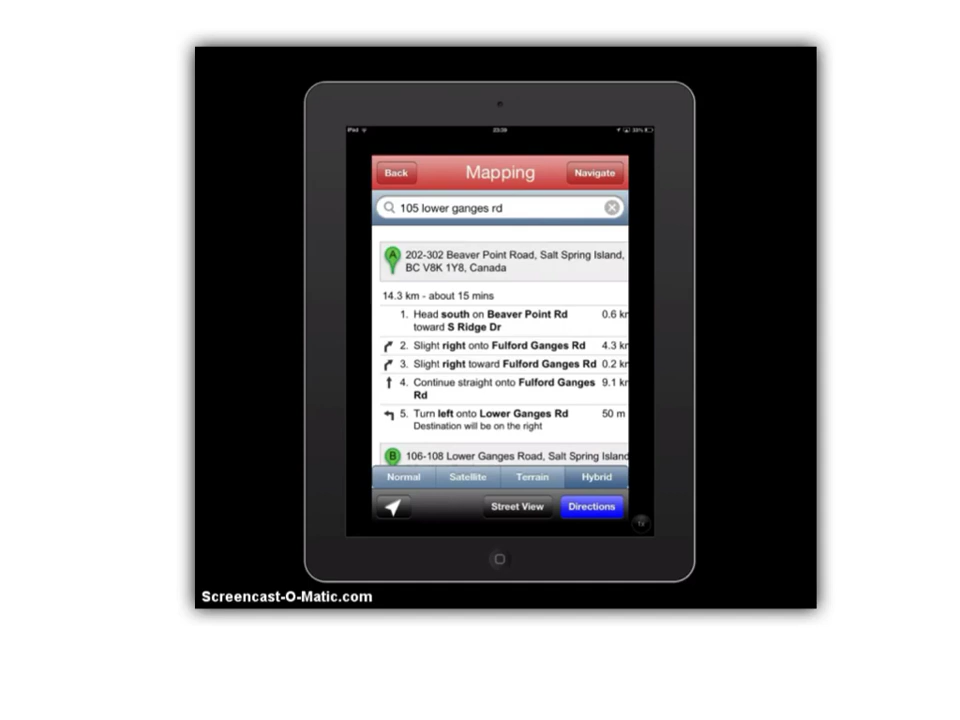 iPad 23:39 33%
Back Mapping Navigate
105 lower ganges rd
A 202-302 Beaver Point Road, Salt Spring Island,
BC V8K 1Y8, Canada
14.3 km - about 15 mins
1. Head south on Beaver Point Rd 0.6 km
toward S Ridge Dr
2. Slight right onto Fulford Ganges Rd 4.3 km
3. Slight right toward Fulford Ganges Rd 0.2 km
4. Continue straight onto Fulford Ganges 9.1 km
Rd
5. Turn left onto Lower Ganges Rd 50 m
Destination will be on the right
B 106-108 Lower Ganges Road, Salt Spring Island
Normal Satellite Terrain Hybrid
Street View Directions
1x
Screencast-O-Matic.com